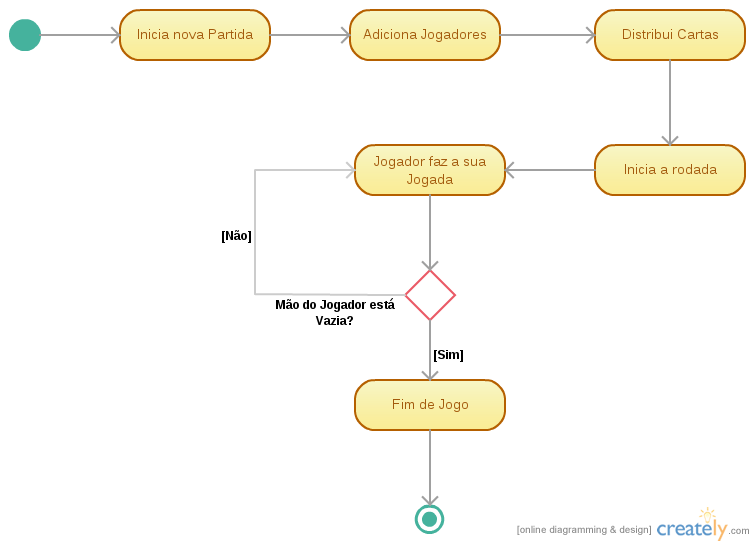 Inicia nova Partida
Adiciona Jogadores
Distribui Cartas
Jogador faz a sua
Jogada
Inicia a rodada
[Não]
Mão do Jogador está
Vazia?
[Sim]
Fim de Jogo
[online diagramming & design] creately.com